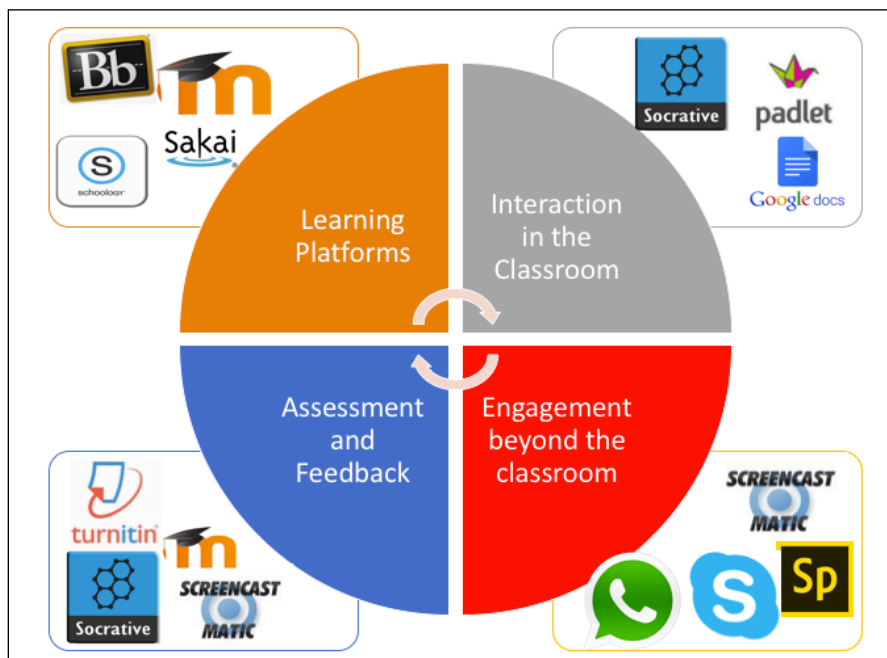 Bb
m
Sakai
S
schoology
Learning
Platforms
Socrative
padlet
Google docs
Interaction
in the
Classroom
Assessment
and
Feedback
turnitin
m
Socrative
SCREENCAST
MATIC
Engagement
beyond the
classroom
SCREENCAST
MATIC
S
Sp